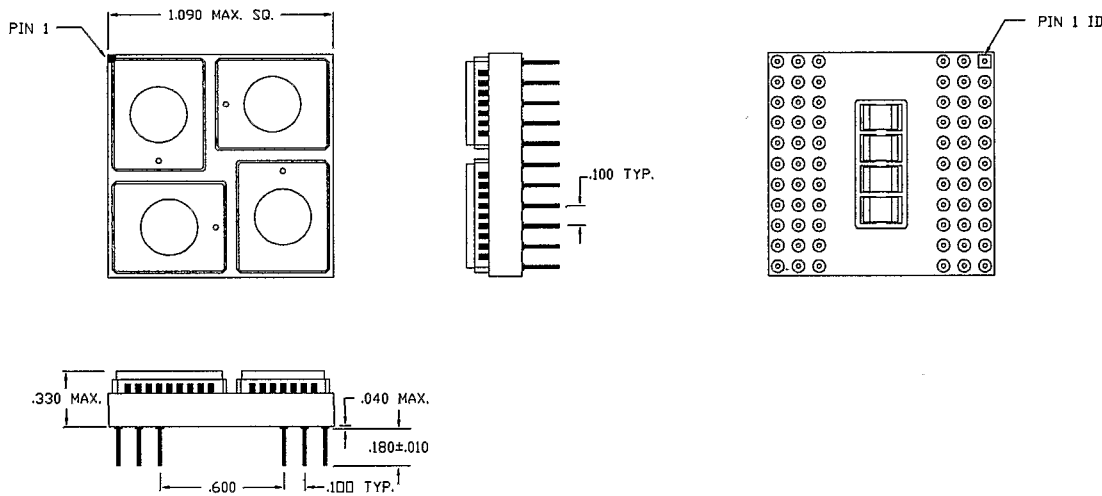 1.090 MAX. SQ.
PIN 1
PIN 1 ID
.100 TYP.
.330 MAX.
.040 MAX.
.180±.010
.600
.100 TYP.